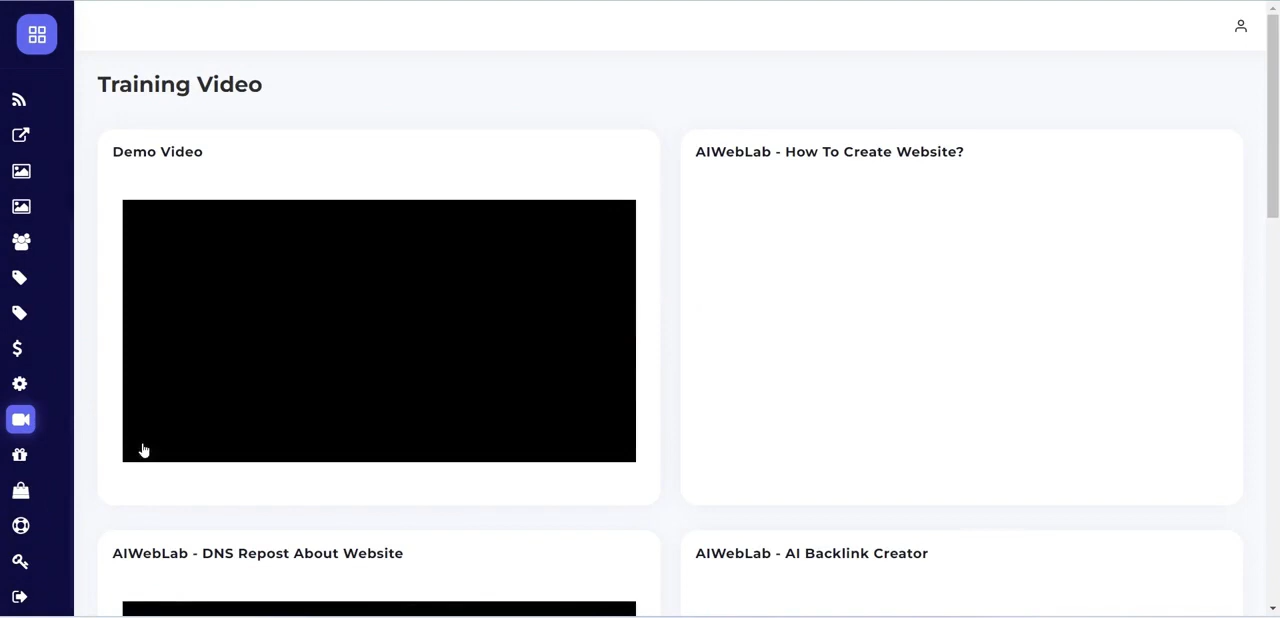 Training Video
Demo Video
AIWebLab - How To Create Website?
AIWebLab - DNS Repost About Website
AIWebLab - AI Backlink Creator